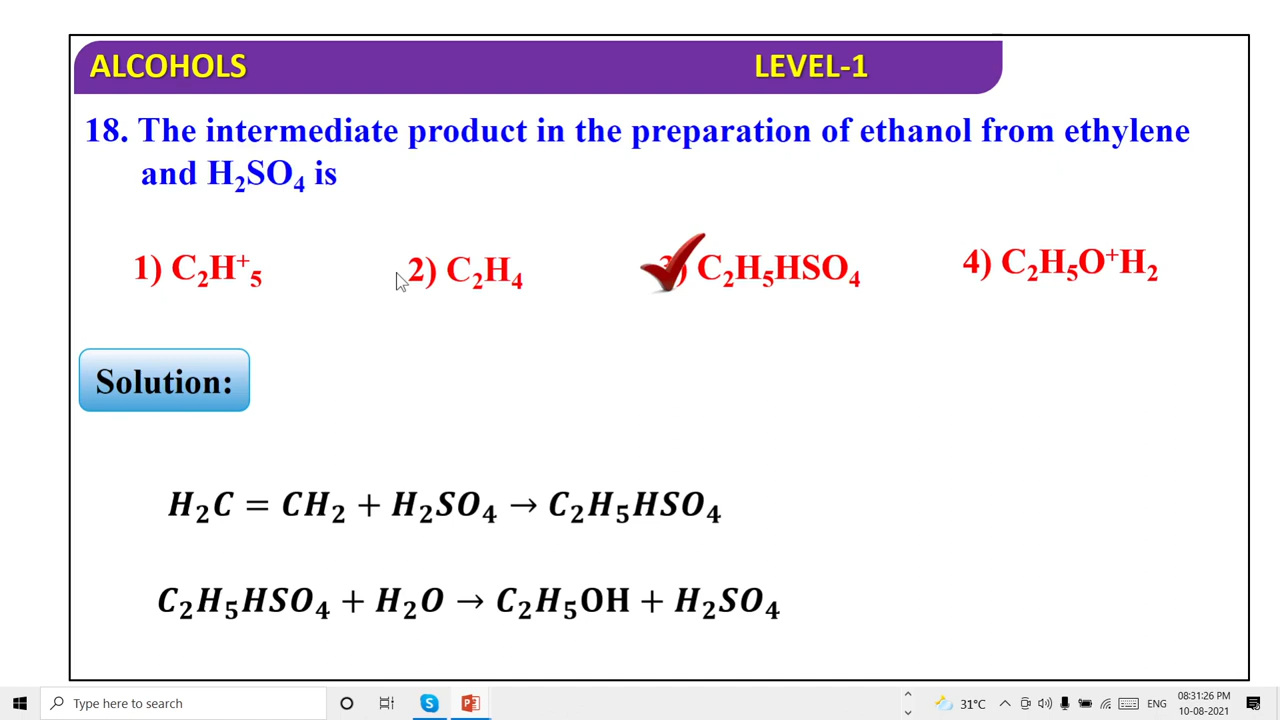 ALCOHOLS LEVEL-1
18. The intermediate product in the preparation of ethanol from ethylene
and H₂SO₄ is
1) C₂H⁺₅ 2) C₂H₄ 3) C₂H₅HSO₄ 4) C₂H₅O⁺H₂
Solution:
H₂C = CH₂ + H₂SO₄ → C₂H₅HSO₄
C₂H₅HSO₄ + H₂O → C₂H₅OH + H₂SO₄
Type here to search 31°C ENG 08:31:26 PM
10-08-2021